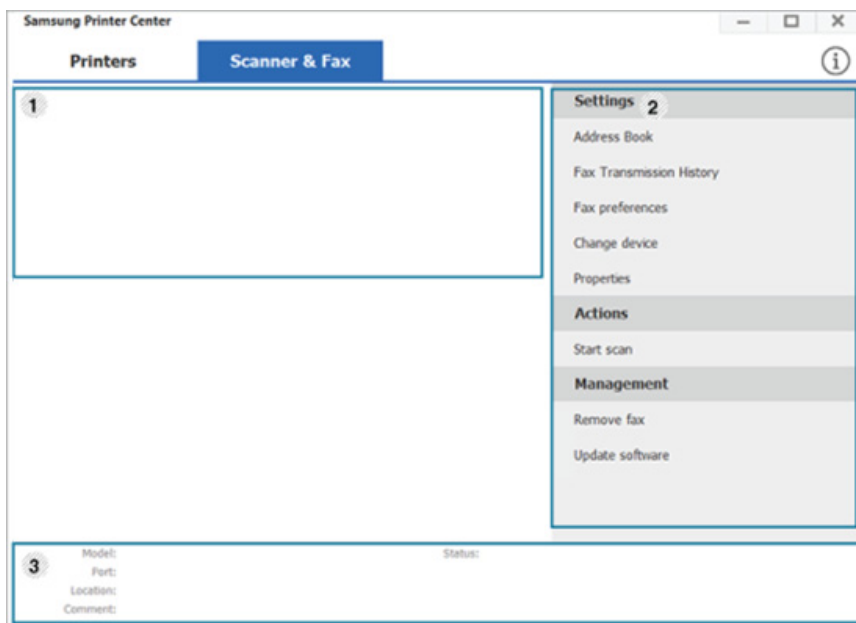 Samsung Printer Center
Printers
Scanner & Fax
1
Settings 2
Address Book
Fax Transmission History
Fax preferences
Change device
Properties
Actions
Start scan
Management
Remove fax
Update software
3
Model:
Status:
Port:
Location:
Comment: